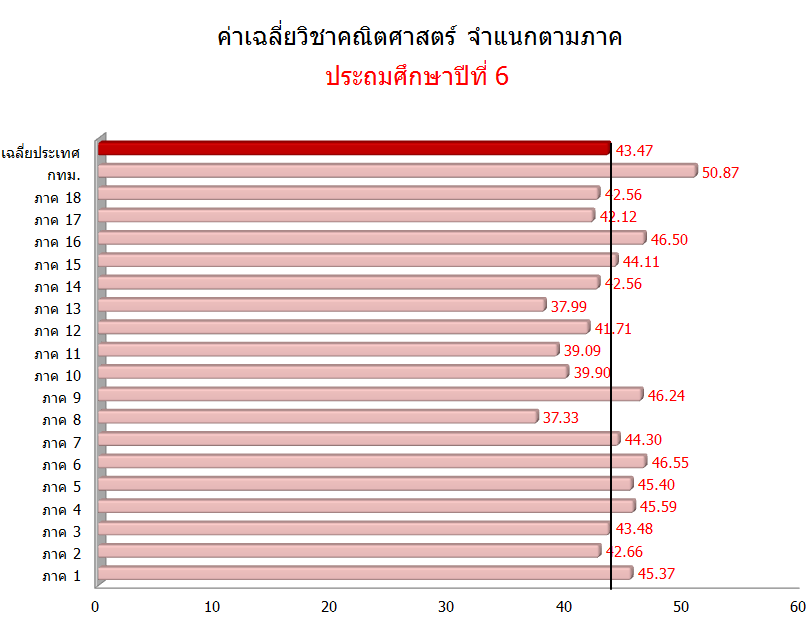 ค่าเฉลี่ยวิชาคณิตศาสตร์ จำแนกตามภาค
ประถมศึกษาปีที่ 6
เฉลี่ยประเทศ 43.47
กทม. 50.87
ภาค 18 42.56
ภาค 17 42.12
ภาค 16 46.50
ภาค 15 44.11
ภาค 14 42.56
ภาค 13 37.99
ภาค 12 41.71
ภาค 11 39.09
ภาค 10 39.90
ภาค 9 46.24
ภาค 8 37.33
ภาค 7 44.30
ภาค 6 46.55
ภาค 5 45.40
ภาค 4 45.59
ภาค 3 43.48
ภาค 2 42.66
ภาค 1 45.37
0 10 20 30 40 50 60